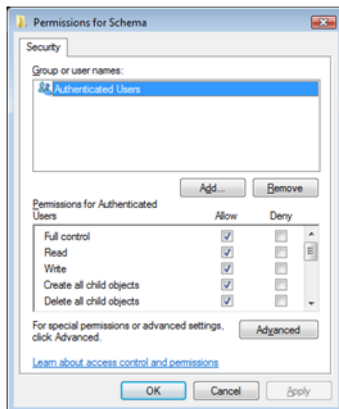 Permissions for Schema
Security
Group or user names:
Authenticated Users
Add...
Remove
Permissions for Authenticated
Users
Allow
Deny
Full control
Read
Write
Create all child objects
Delete all child objects
For special permissions or advanced settings,
click Advanced.
Advanced
Learn about access control and permissions
OK
Cancel
Apply